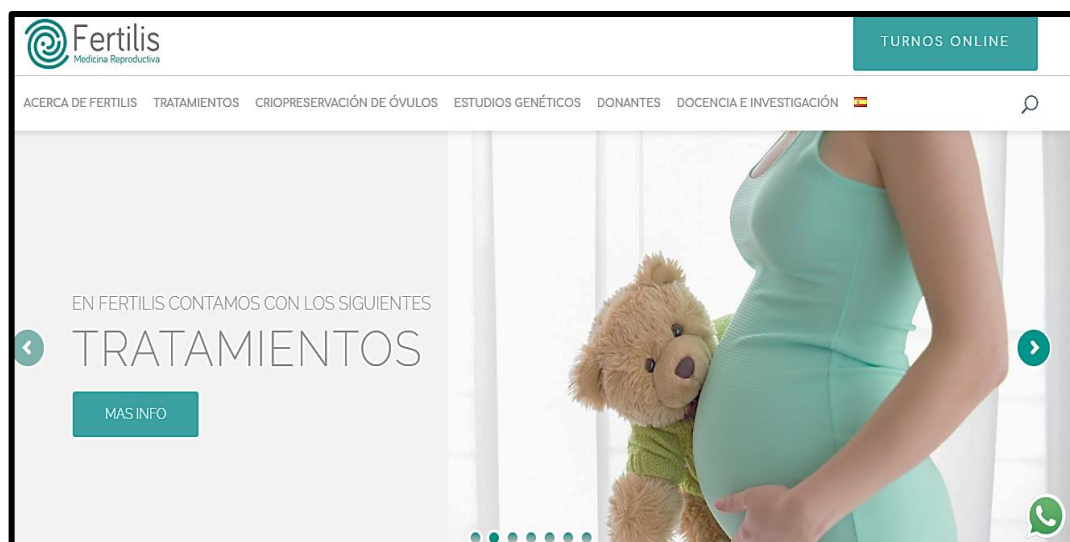 Fertilis
Medicina Reproductiva
TURNOS ONLINE
ACERCA DE FERTILIS TRATAMIENTOS CRIOPRESERVACIÓN DE ÓVULOS ESTUDIOS GENÉTICOS DONANTES DOCENCIA E INVESTIGACIÓN
EN FERTILIS CONTAMOS CON LOS SIGUIENTES
TRATAMIENTOS
MAS INFO